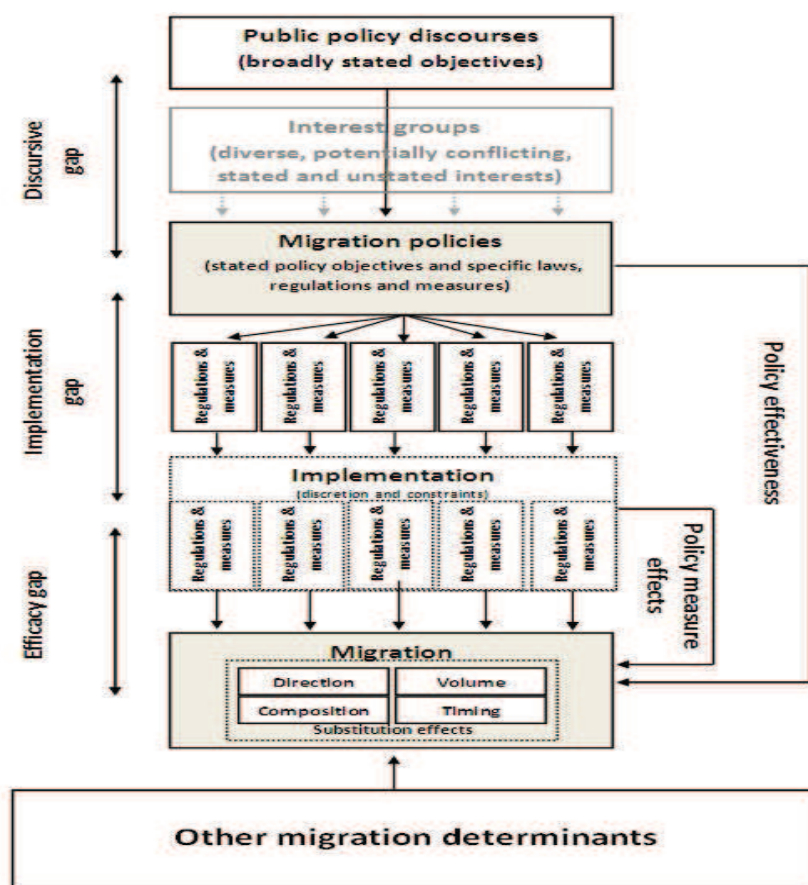 Public policy discourses
(broadly stated objectives)
Discursive
gap
Interest groups
(diverse, potentially conflicting,
stated and unstated interests)
Migration policies
(stated policy objectives and specific laws,
regulations and measures)
Implementation
gap
Regulations &
measures
Regulations &
measures
Regulations &
measures
Regulations &
measures
Regulations &
measures
Policy effectiveness
Implementation
(discretion and constraints)
Regulations &
measures
Regulations &
measures
Regulations &
measures
Regulations &
measures
Regulations &
measures
Policy measure
effects
Efficacy gap
Migration
Direction
Volume
Composition
Timing
Substitution effects
Other migration determinants